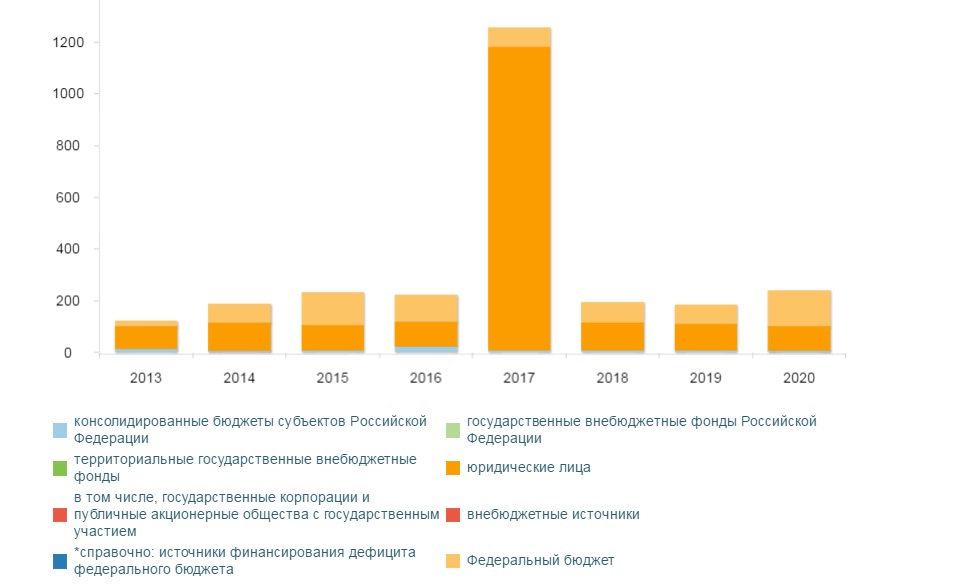 1200
1000
800
600
400
200
0
2013 2014 2015 2016 2017 2018 2019 2020
консолидированные бюджеты субъектов Российской
Федерации
государственные внебюджетные фонды Российской
Федерации
территориальные государственные внебюджетные
фонды
юридические лица
в том числе, государственные корпорации и
публичные акционерные общества с государственным
участием
внебюджетные источники
*справочно: источники финансирования дефицита
федерального бюджета
Федеральный бюджет